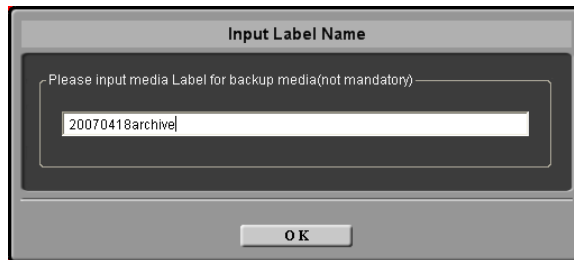 Input Label Name
Please input media Label for backup media(not mandatory)
20070418archive
OK